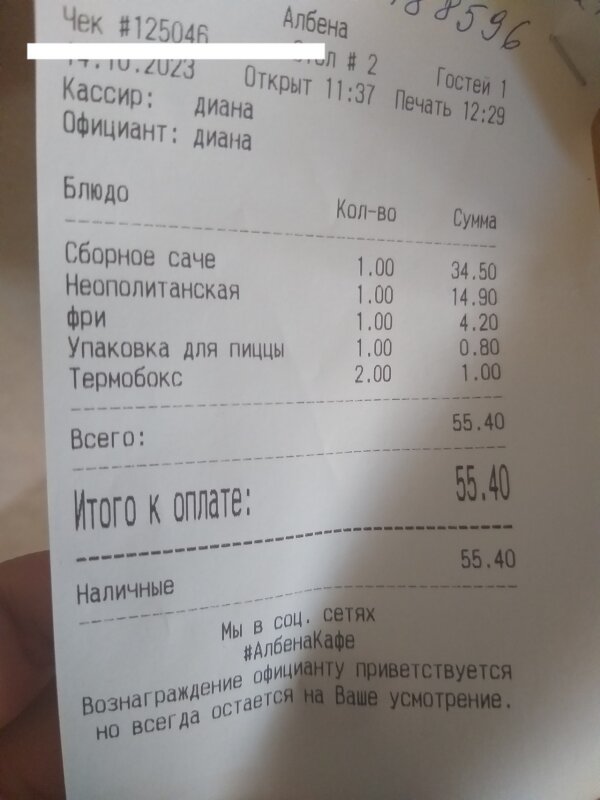 88596
Чек #125046 Албена
14.10.2023 Стол # 2 Гостей 1
Открыт 11:37 Печать 12:29
Кассир: диана
Официант: диана
Блюдо Кол-во Сумма
Сборное саче 1.00 34.50
Неополитанская 1.00 14.90
фри 1.00 4.20
Упаковка для пиццы 1.00 0.80
Термобокс 2.00 1.00
Всего: 55.40
Итого к оплате: 55.40
Наличные 55.40
Мы в соц. сетях
#АлбенаКафе
Вознаграждение официанту приветствуется
но всегда остается на Ваше усмотрение.